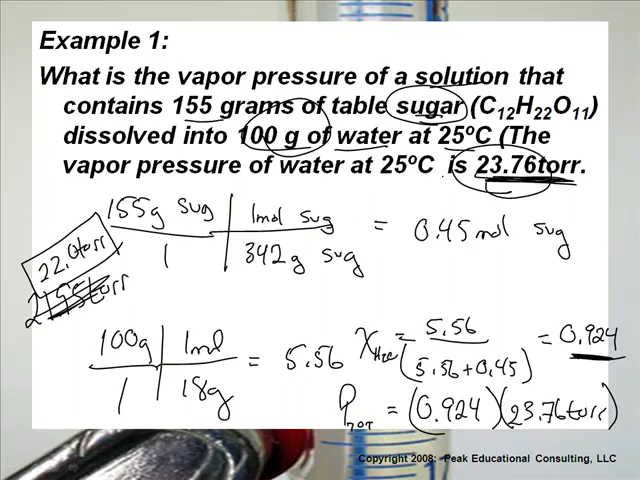 Example 1:
What is the vapor pressure of a solution that
contains 155 grams of table sugar (C₁₂H₂₂O₁₁)
dissolved into 100 g of water at 25ºC (The
vapor pressure of water at 25ºC is 23.76torr.
155g sug | 1mol sug = 0.45 mol sug
1 | 342g sug
22.0torr
100g | 1mol = 5.56
1 | 18g
X H₂O = 5.56 = 0.924
(5.56+0.45)
P = (0.924)(23.76torr)
Copyright 2008: Peak Educational Consulting, LLC